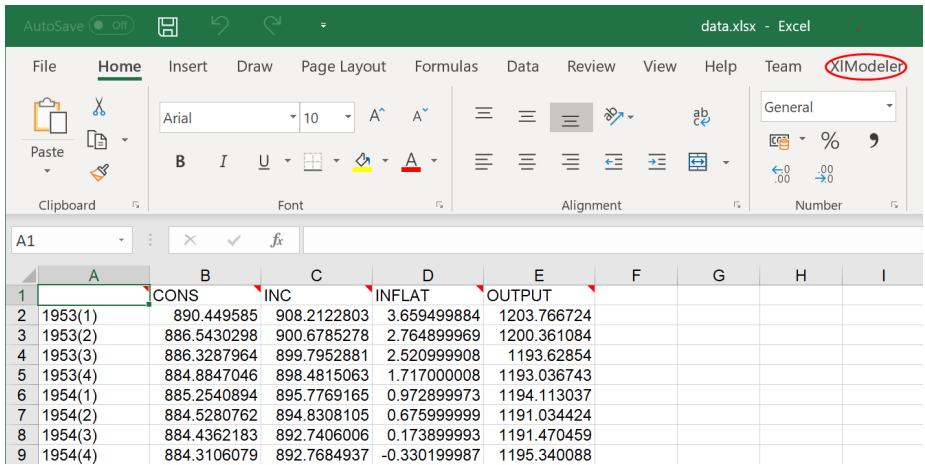 AutoSave Off data.xlsx - Excel
File Home Insert Draw Page Layout Formulas Data Review View Help Team XlModeler
Arial 10 A A ab General
Paste B I U A ab c % 9
.0 .00 .00 .0
Clipboard Font Alignment Number
A1 fx
A B C D E F G H I
1 CONS INC INFLAT OUTPUT
2 1953(1) 890.449585 908.2122803 3.659499884 1203.766724
3 1953(2) 886.5430298 900.6785278 2.764899969 1200.361084
4 1953(3) 886.3287964 899.7952881 2.520999908 1193.62854
5 1953(4) 884.8847046 898.4815063 1.717000008 1193.036743
6 1954(1) 885.2540894 895.7769165 0.972899973 1194.113037
7 1954(2) 884.5280762 894.8308105 0.675999999 1191.034424
8 1954(3) 884.4362183 892.7406006 0.173899993 1191.470459
9 1954(4) 884.3106079 892.7684937 -0.330199987 1195.340088